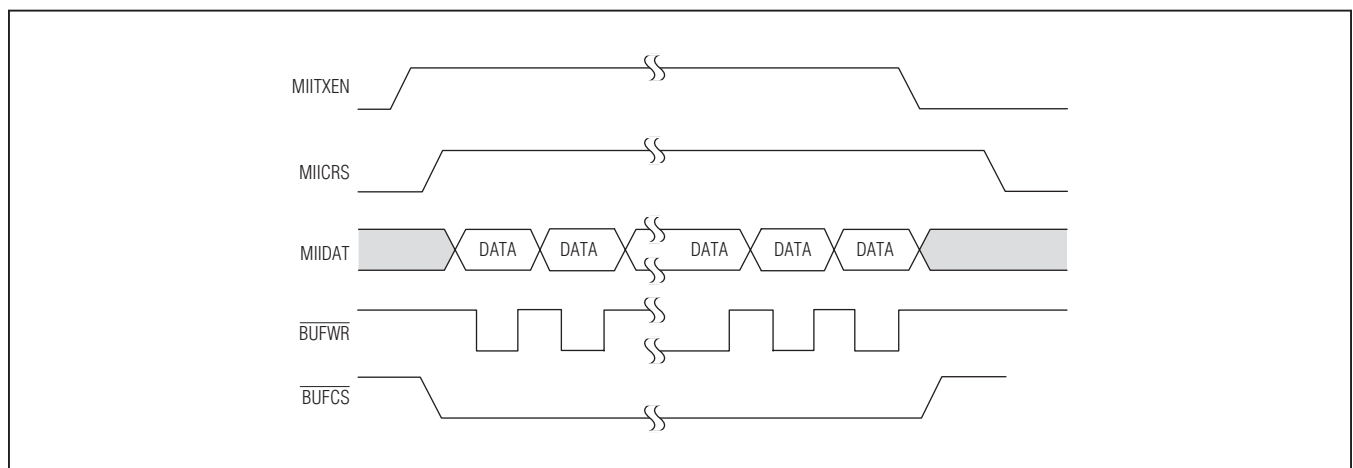 MIITXEN
MIICRS
MIIDAT DATA DATA DATA DATA DATA
BUFWR
BUFCS